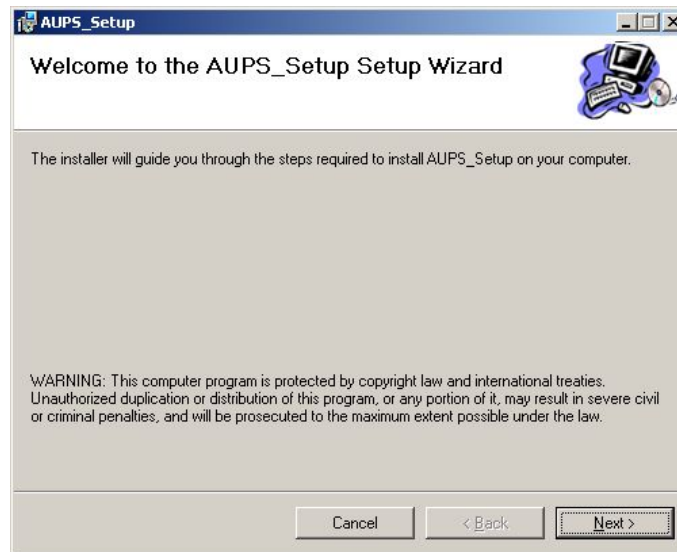 AUPS_Setup
Welcome to the AUPS_Setup Setup Wizard
The installer will guide you through the steps required to install AUPS_Setup on your computer.
WARNING: This computer program is protected by copyright law and international treaties.
Unauthorized duplication or distribution of this program, or any portion of it, may result in severe civil
or criminal penalties, and will be prosecuted to the maximum extent possible under the law.
Cancel
< Back
Next >